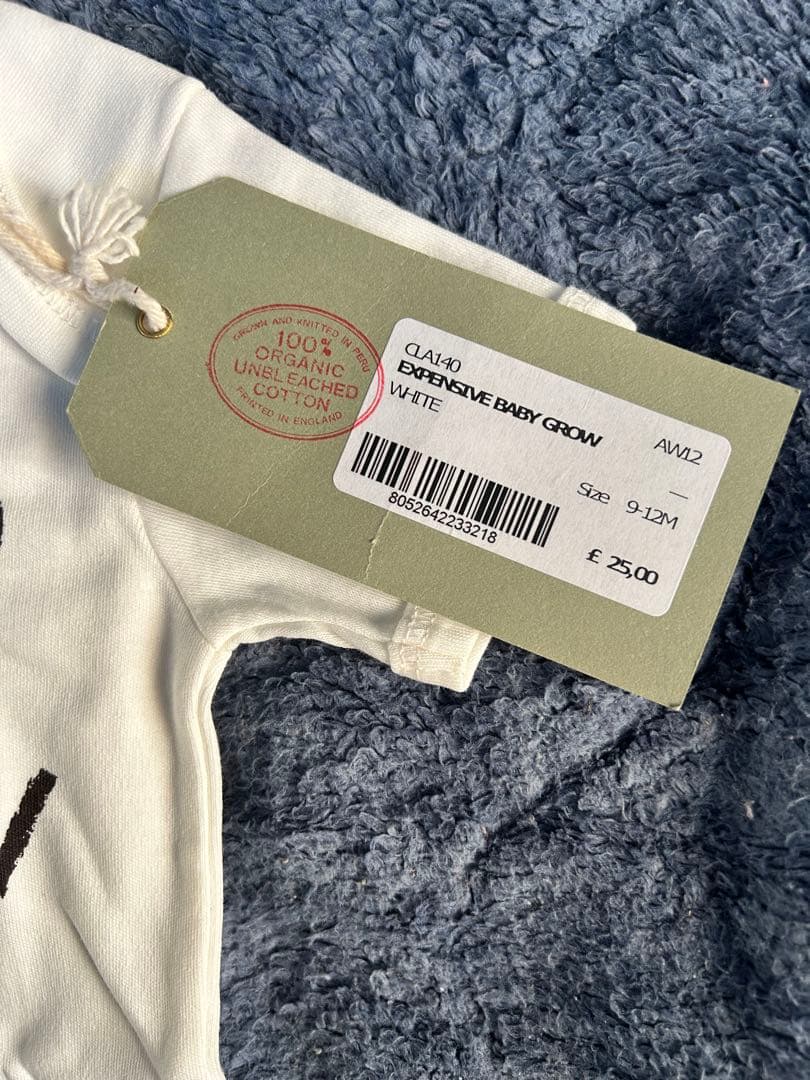 GROWN AND KNITTED IN PERU
100%
ORGANIC
UNBLEACHED
COTTON
PRINTED IN ENGLAND
CLA140
EXPENSIVE BABY GROW
WHITE
AW12
—
Size 9-12M
8052642233218
£ 25,00